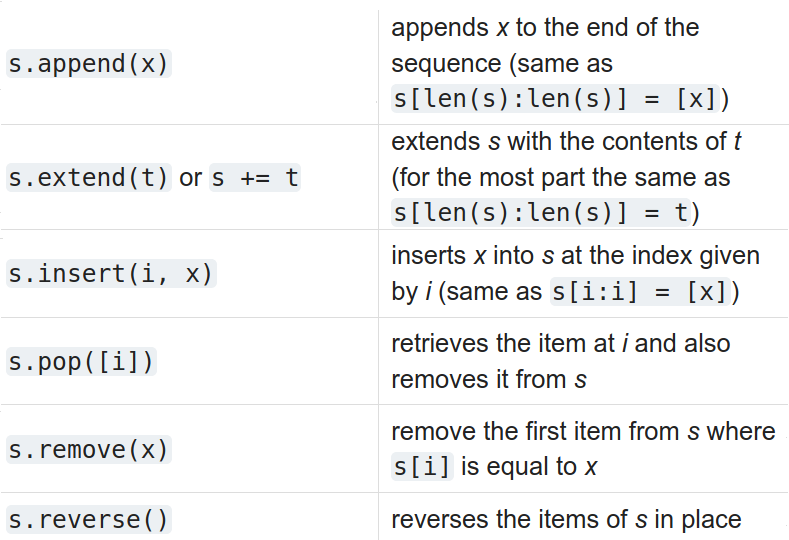 s.append(x)
appends x to the end of the
sequence (same as
s[len(s):len(s)] = [x])
s.extend(t) or s += t
extends s with the contents of t
(for the most part the same as
s[len(s):len(s)] = t)
s.insert(i, x)
inserts x into s at the index given
by i (same as s[i:i] = [x])
s.pop([i])
retrieves the item at i and also
removes it from s
s.remove(x)
remove the first item from s where
s[i] is equal to x
s.reverse()
reverses the items of s in place